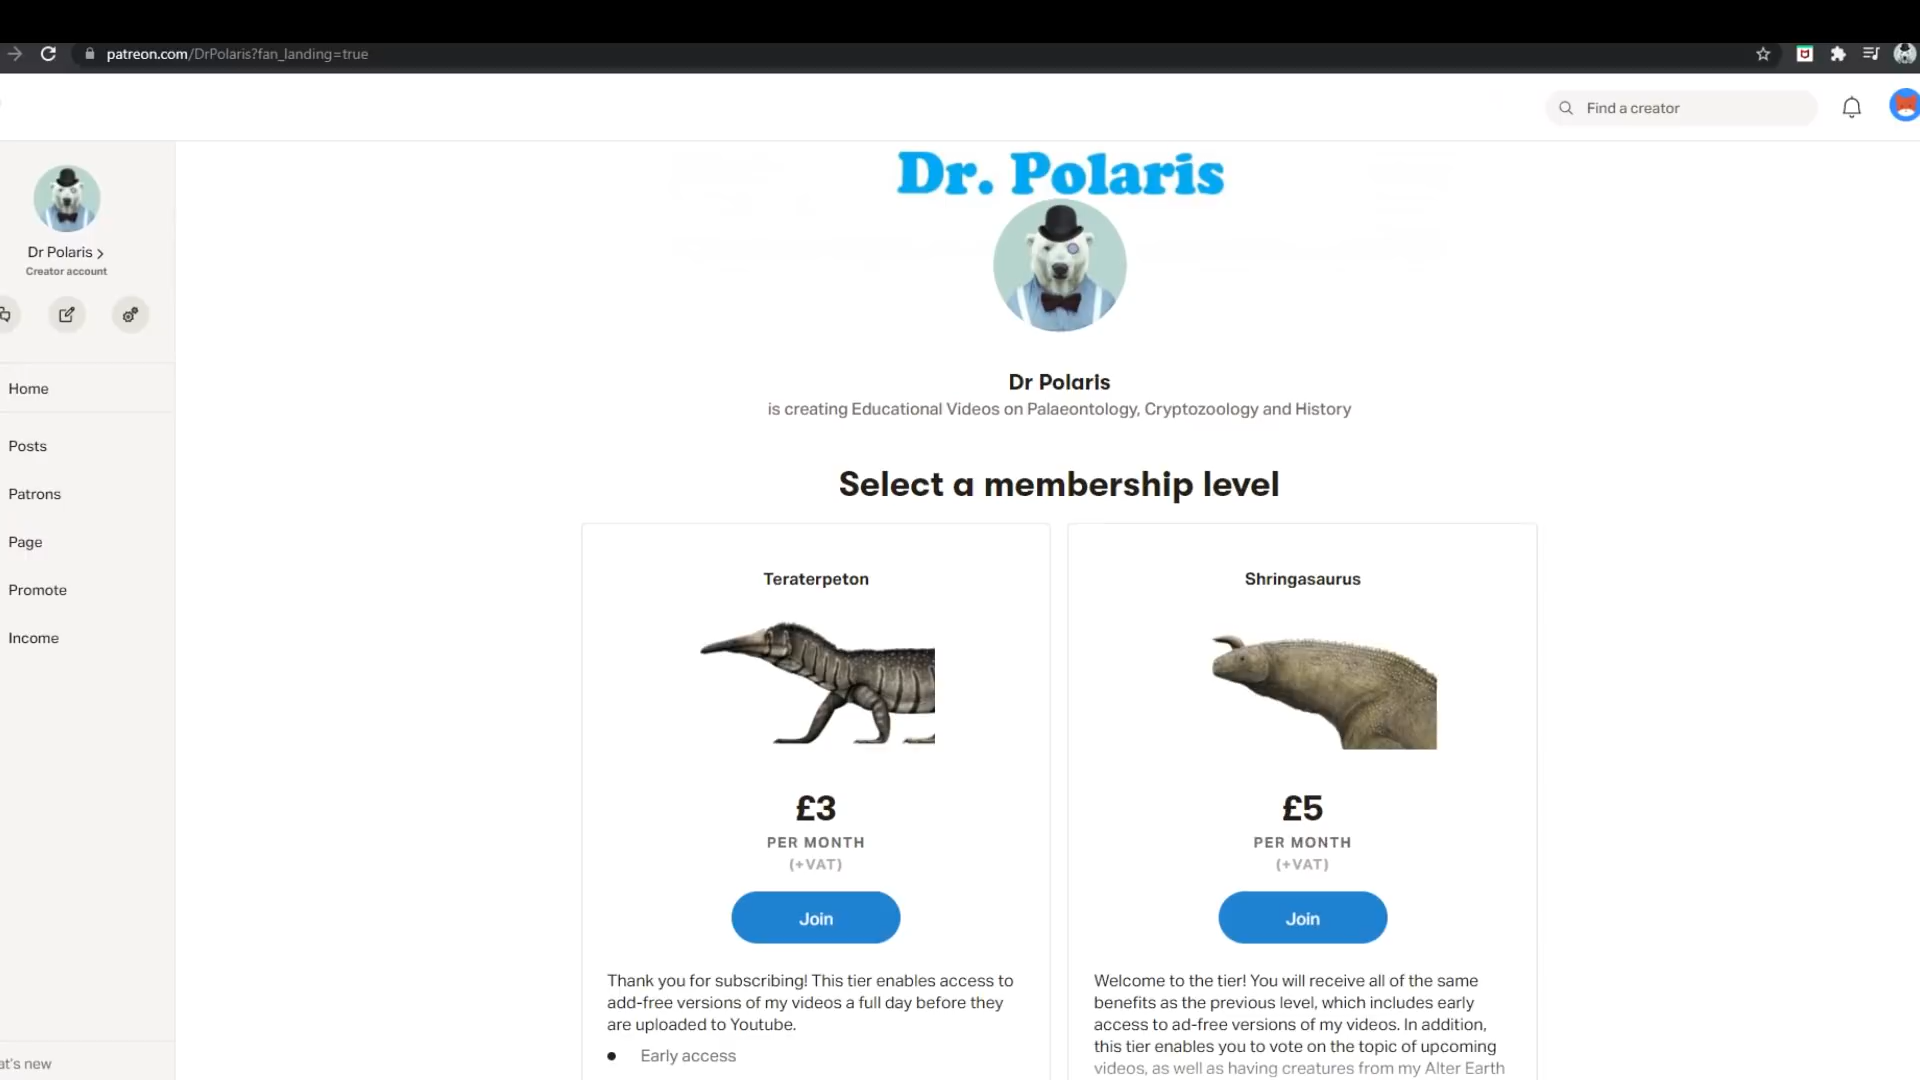 patreon.com/DrPolaris?fan_landing=true
Find a creator
Dr Polaris
Creator account
Home
Posts
Patrons
Page
Promote
Income
at's new
Dr. Polaris
Dr Polaris
is creating Educational Videos on Palaeontology, Cryptozoology and History
Select a membership level
Teraterpeton
£3
PER MONTH
(+VAT)
Join
Thank you for subscribing! This tier enables access to
add-free versions of my videos a full day before they
are uploaded to Youtube.
Early access
Shringasaurus
£5
PER MONTH
(+VAT)
Join
Welcome to the tier! You will receive all of the same
benefits as the previous level, which includes early
access to ad-free versions of my videos. In addition,
this tier enables you to vote on the topic of upcoming
videos, as well as having creatures from my Alter Earth